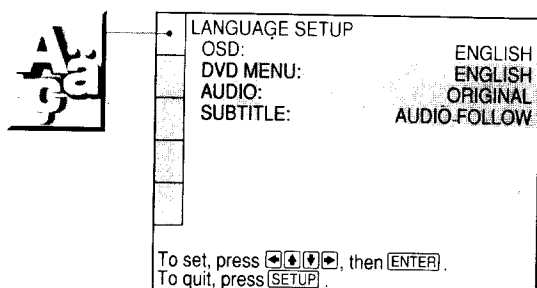 LANGUAGE SETUP
OSD: ENGLISH
DVD MENU: ENGLISH
AUDIO: ORIGINAL
SUBTITLE: AUDIO FOLLOW
To set, press ←↑↓→, then ENTER.
To quit, press SETUP.